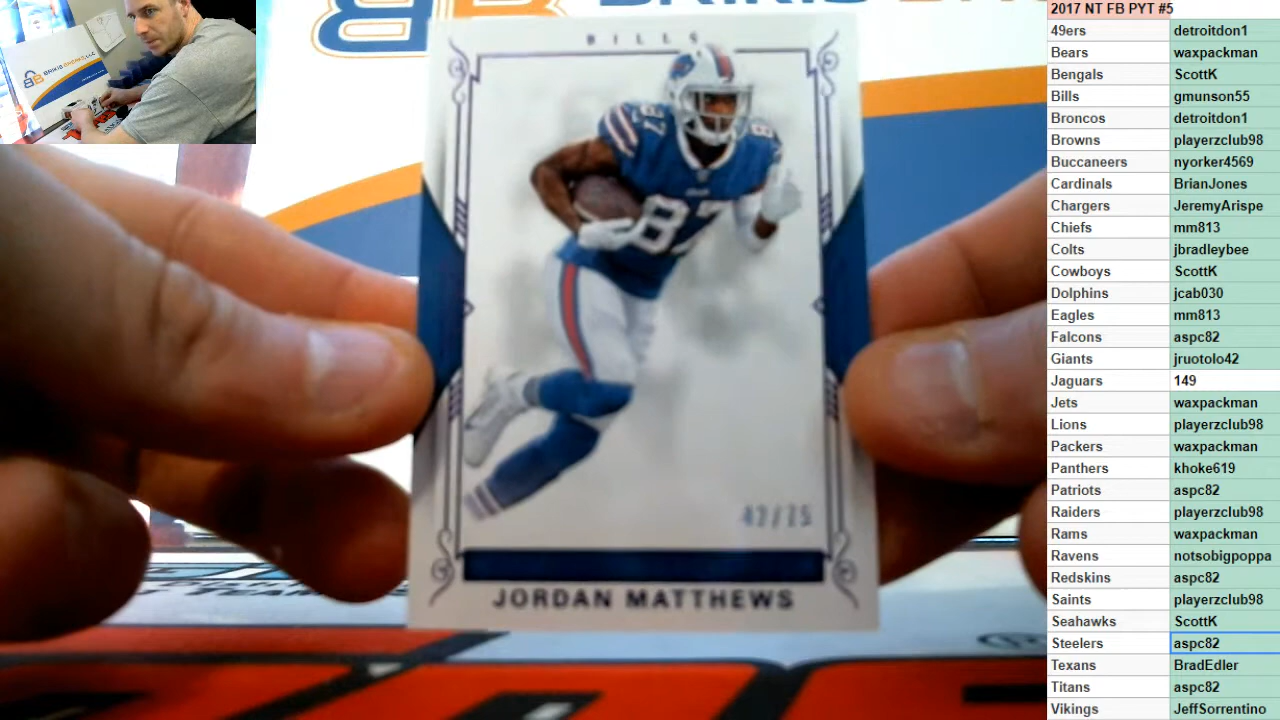 BILLS
87
42/75
JORDAN MATTHEWS
2017 NT FB PYT #5
49ers detroitdon1
Bears waxpackman
Bengals ScottK
Bills gmunson55
Broncos detroitdon1
Browns playerzclub98
Buccaneers nyorker4569
Cardinals BrianJones
Chargers JeremyArispe
Chiefs mm813
Colts jbradleybee
Cowboys ScottK
Dolphins jcab030
Eagles mm813
Falcons aspc82
Giants jruotolo42
Jaguars 149
Jets waxpackman
Lions playerzclub98
Packers waxpackman
Panthers khoke619
Patriots aspc82
Raiders playerzclub98
Rams waxpackman
Ravens notsobigpoppa
Redskins aspc82
Saints playerzclub98
Seahawks ScottK
Steelers aspc82
Texans BradEdler
Titans aspc82
Vikings JeffSorrentino